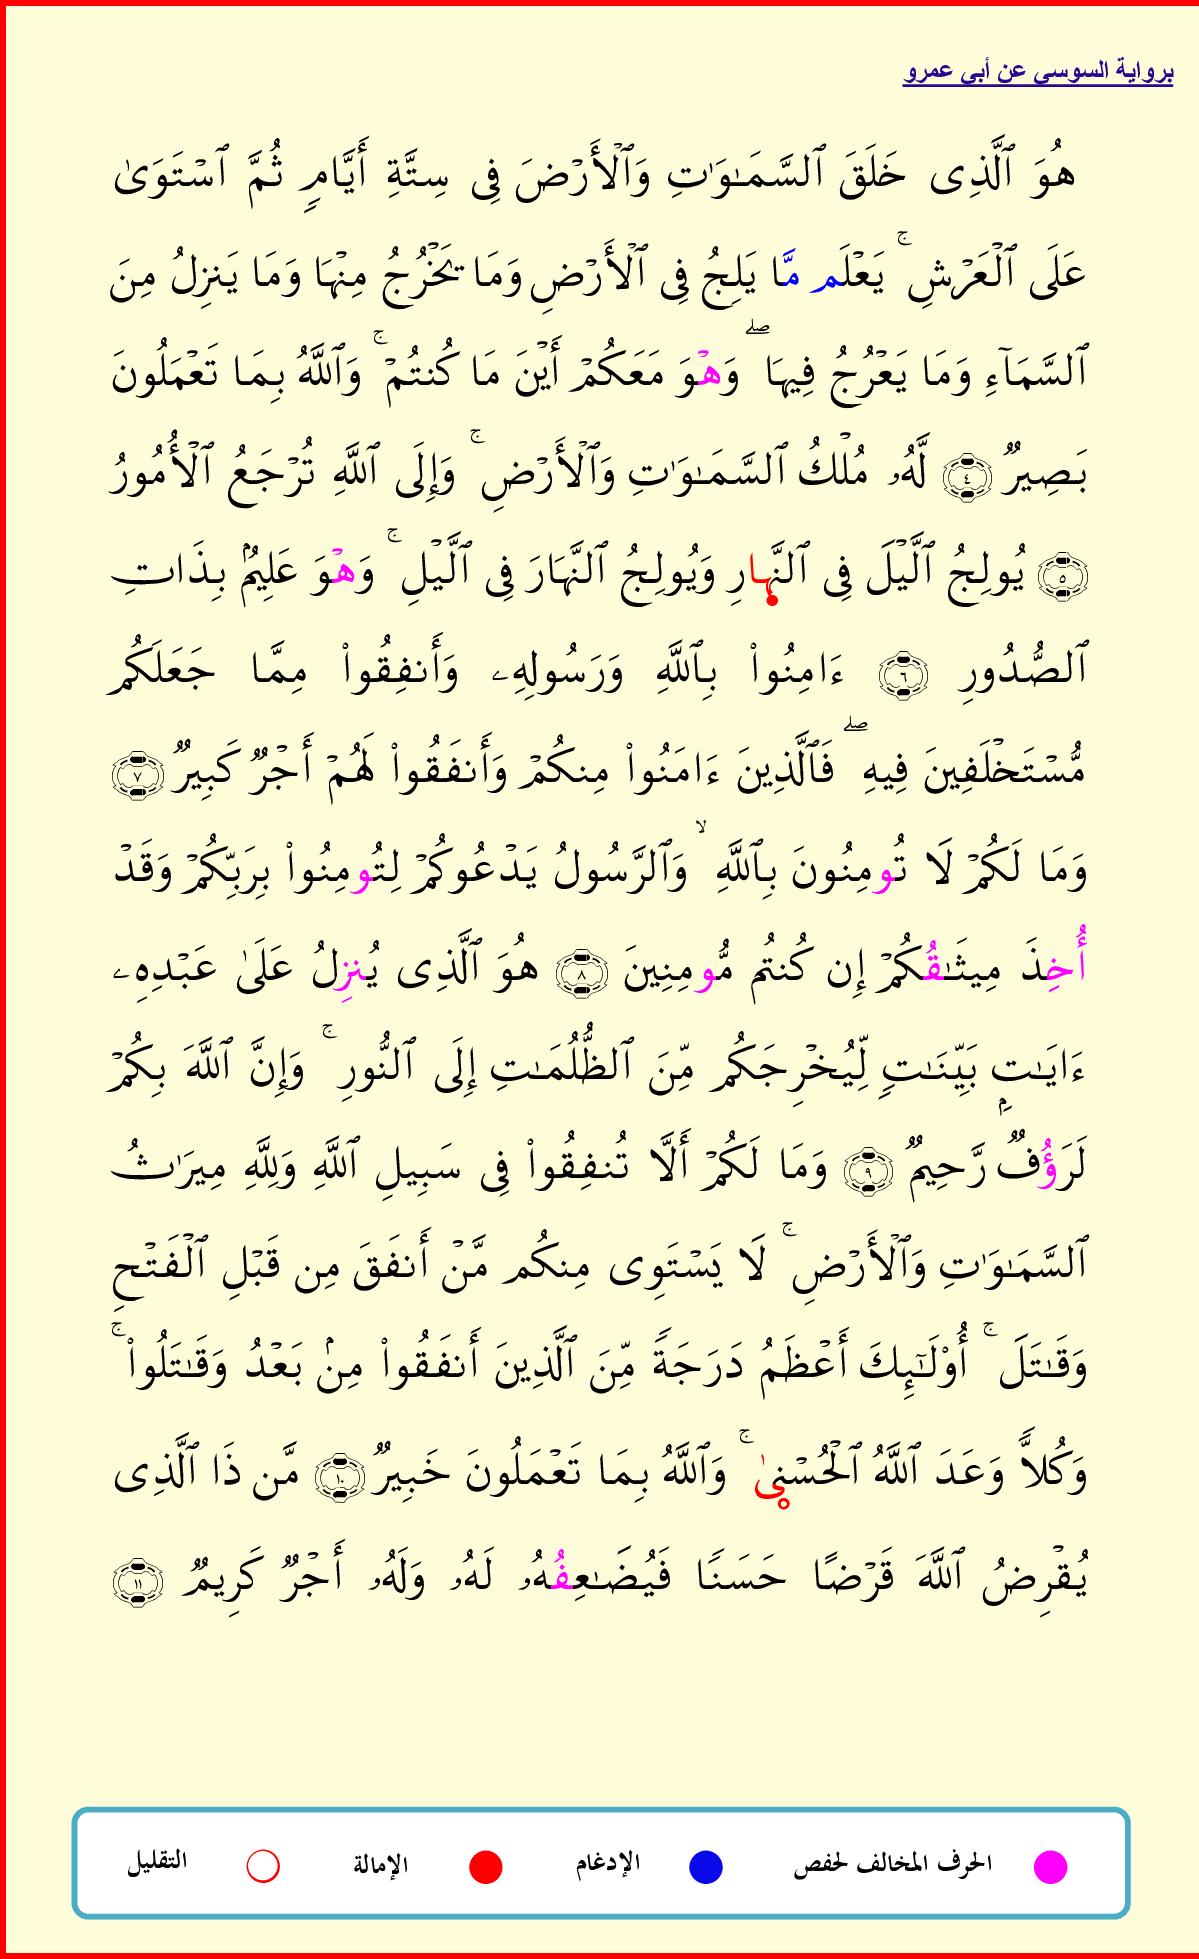 برواية السوسي عن أبي عمرو
هُوَ ٱلَّذِى خَلَقَ ٱلسَّمَـٰوَٰتِ وَٱلْأَرْضَ فِى سِتَّةِ أَيَّامٍ ثُمَّ ٱسْتَوَىٰ
عَلَى ٱلْعَرْشِ ۚ يَعْلَم مَّا يَلِجُ فِى ٱلْأَرْضِ وَمَا يَخْرُجُ مِنْهَا وَمَا يَنزِلُ مِنَ
ٱلسَّمَآءِ وَمَا يَعْرُجُ فِيهَا ۖ وَهْوَ مَعَكُمْ أَيْنَ مَا كُنتُمْ ۚ وَٱللَّهُ بِمَا تَعْمَلُونَ
بَصِيرٌ ٤ لَّهُۥ مُلْكُ ٱلسَّمَـٰوَٰتِ وَٱلْأَرْضِ ۚ وَإِلَى ٱللَّهِ تُرْجَعُ ٱلْأُمُورُ
٥ يُولِجُ ٱلَّيْلَ فِى ٱلنَّهارِ وَيُولِجُ ٱلنَّهَارَ فِى ٱلَّيْلِ ۚ وَهْوَ عَلِيمٌۢ بِذَاتِ
ٱلصُّدُورِ ٦ ءَامِنُوا۟ بِٱللَّهِ وَرَسُولِهِۦ وَأَنفِقُوا۟ مِمَّا جَعَلَكُم
مُّسْتَخْلَفِينَ فِيهِ ۖ فَٱلَّذِينَ ءَامَنُوا۟ مِنكُمْ وَأَنفَقُوا۟ لَهُمْ أَجْرٌ كَبِيرٌ ٧
وَمَا لَكُمْ لَا تُومِنُونَ بِٱللَّهِ ۙ وَٱلرَّسُولُ يَدْعُوكُمْ لِتُومِنُوا۟ بِرَبِّكُمْ وَقَدْ
أُخِذَ مِيثَـٰقُكُمْ إِن كُنتُم مُّومِنِينَ ٨ هُوَ ٱلَّذِى يُنزِلُ عَلَىٰ عَبْدِهِۦ
ءَايَـٰتٍۭ بَيِّنَـٰتٍ لِّيُخْرِجَكُم مِّنَ ٱلظُّلُمَـٰتِ إِلَى ٱلنُّورِ ۚ وَإِنَّ ٱللَّهَ بِكُمْ
لَرَؤُفٌ رَّحِيمٌ ٩ وَمَا لَكُمْ أَلَّا تُنفِقُوا۟ فِى سَبِيلِ ٱللَّهِ وَلِلَّهِ مِيرَٰثُ
ٱلسَّمَـٰوَٰتِ وَٱلْأَرْضِ ۚ لَا يَسْتَوِى مِنكُم مَّنْ أَنفَقَ مِن قَبْلِ ٱلْفَتْحِ
وَقَـٰتَلَ ۚ أُو۟لَـٰٓئِكَ أَعْظَمُ دَرَجَةً مِّنَ ٱلَّذِينَ أَنفَقُوا۟ مِنۢ بَعْدُ وَقَـٰتَلُوا۟ ۚ
وَكُلاًّ وَعَدَ ٱللَّهُ ٱلْحُسْنىٰ ۚ وَٱللَّهُ بِمَا تَعْمَلُونَ خَبِيرٌ ١٠ مَّن ذَا ٱلَّذِى
يُقْرِضُ ٱللَّهَ قَرْضًا حَسَنًا فَيُضَـٰعِفُهُۥ لَهُۥ وَلَهُۥ أَجْرٌ كَرِيمٌ ١١
الحرف المخالف لحفص الإدغام الإمالة التقليل